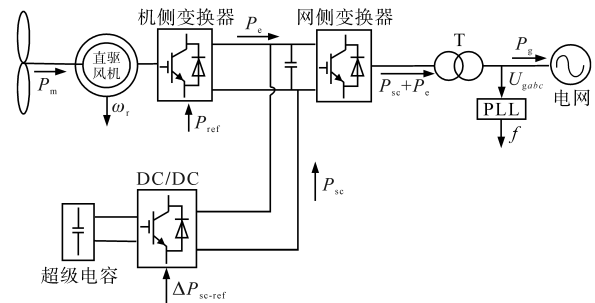 机侧变换器
P_e
网侧变换器
直驱
风机
T
P_g
P_m
P_sc+P_e
U_gabc
电网
ω_r
P_ref
PLL
f
DC/DC
P_sc
超级电容
ΔP_sc-ref